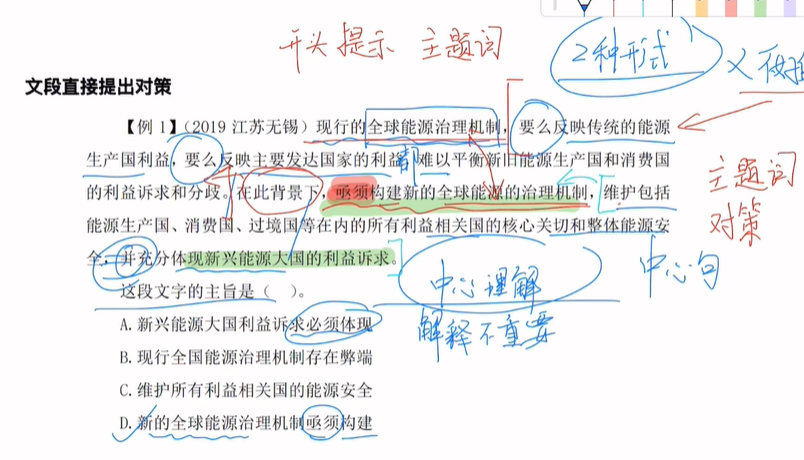 开头提示 主题词
2种形式
文段直接提出对策
【例 1】(2019 江苏无锡) 现行的全球能源治理机制，要么反映传统的能源
生产国利益，要么反映主要发达国家的利益，都难以平衡新旧能源生产国和消费国
的利益诉求和分歧。在此背景下，亟须构建新的全球能源的治理机制，维护包括
能源生产国、消费国、过境国等在内的所有利益相关国的核心关切和整体能源安
全，并充分体现新兴能源大国的利益诉求。
主题词
对策
中心理解
中心句
解释不重要
这段文字的主旨是（ ）。
A. 新兴能源大国利益诉求必须体现
B. 现行全国能源治理机制存在弊端
C. 维护所有利益相关国的能源安全
D. 新的全球能源治理机制亟须构建